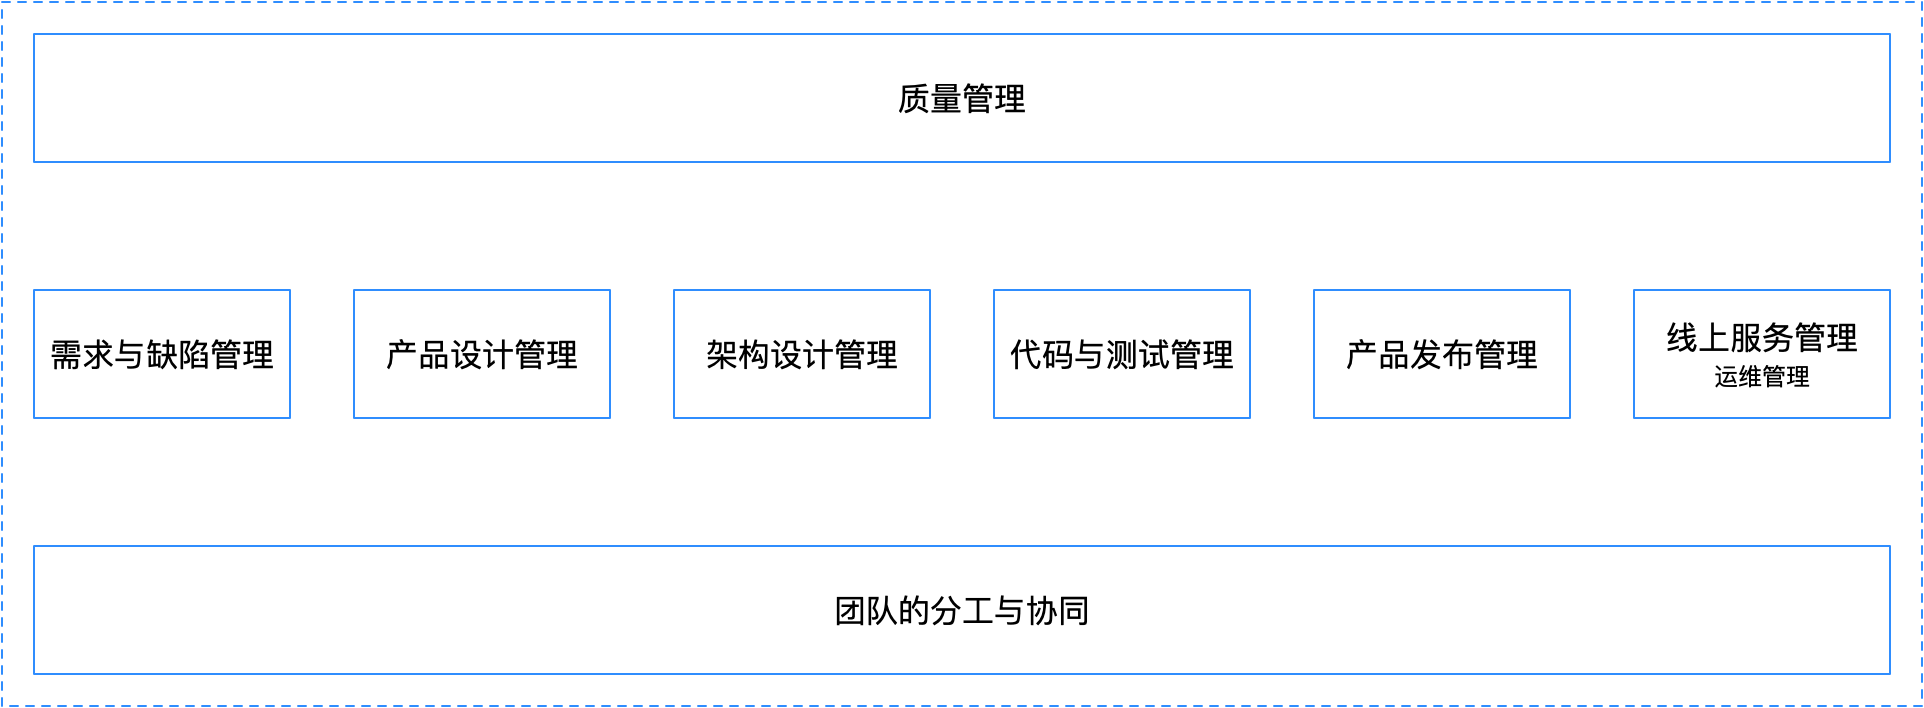 质量管理
需求与缺陷管理
产品设计管理
架构设计管理
代码与测试管理
产品发布管理
线上服务管理
运维管理
团队的分工与协同